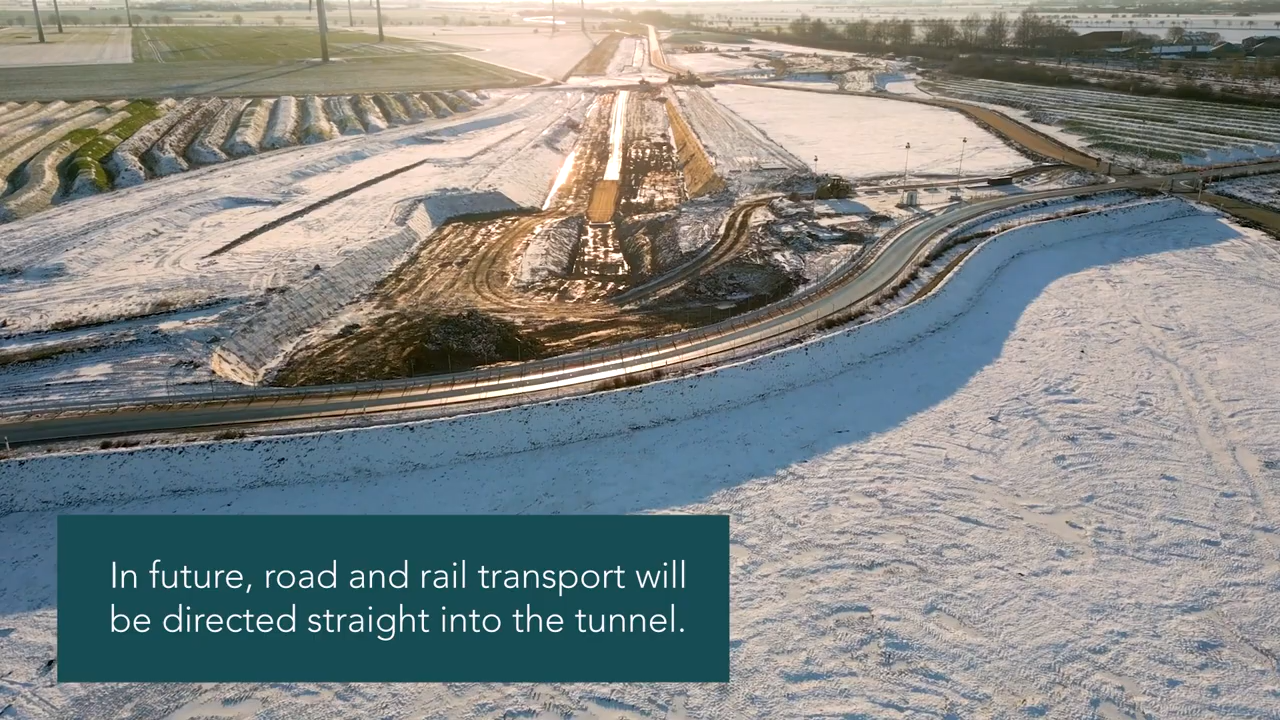 In future, road and rail transport will
be directed straight into the tunnel.